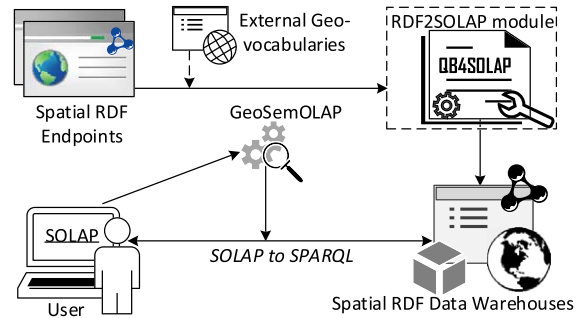 External Geo-
vocabularies
RDF2SOLAP module
QB4SOLAP
Spatial RDF
Endpoints
GeoSemOLAP
SOLAP
SOLAP to SPARQL
User
Spatial RDF Data Warehouses